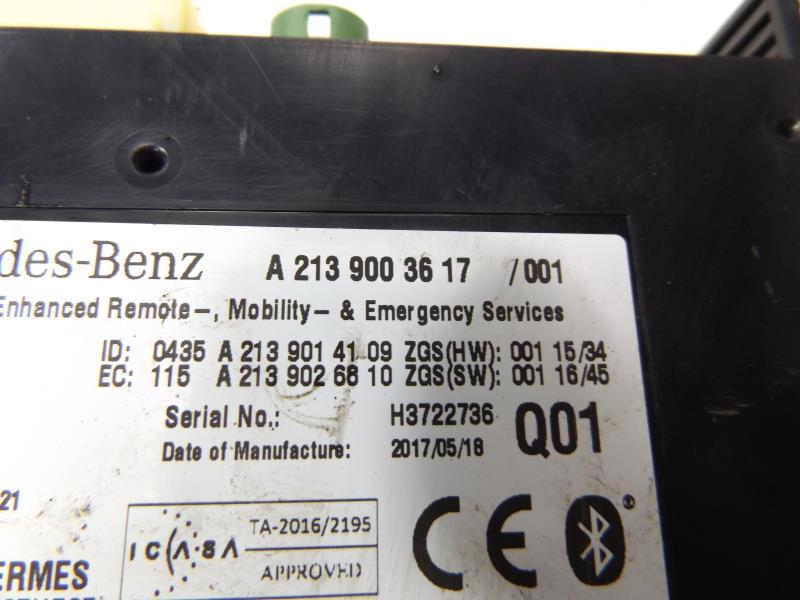 des-Benz A 213 900 36 17 /001
Enhanced Remote-, Mobility- & Emergency Services
ID: 0435 A 213 901 41 09 ZGS(HW): 001 15/34
EC: 115 A 213 902 68 10 ZGS(SW): 001 16/45
Serial No.: H3722736 Q01
Date of Manufacture: 2017/05/18
21
TA-2016/2195
ICASA
APPROVED
CE
ERMES